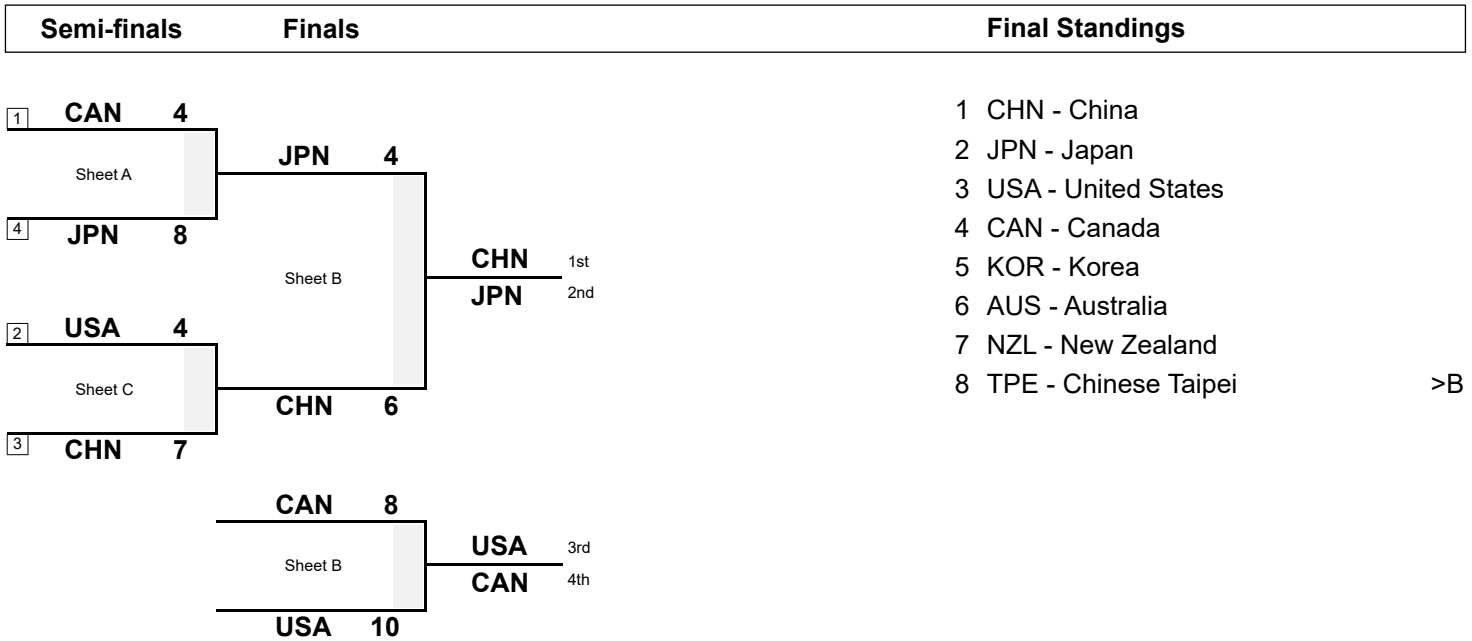 Semi-finals Finals Final Standings
1 CAN 4
Sheet A
4 JPN 8
JPN 4
Sheet B
CHN 6
CHN 1st
JPN 2nd
2 USA 4
Sheet C
3 CHN 7
CAN 8
Sheet B
USA 10
USA 3rd
CAN 4th
1 CHN - China
2 JPN - Japan
3 USA - United States
4 CAN - Canada
5 KOR - Korea
6 AUS - Australia
7 NZL - New Zealand
8 TPE - Chinese Taipei >B